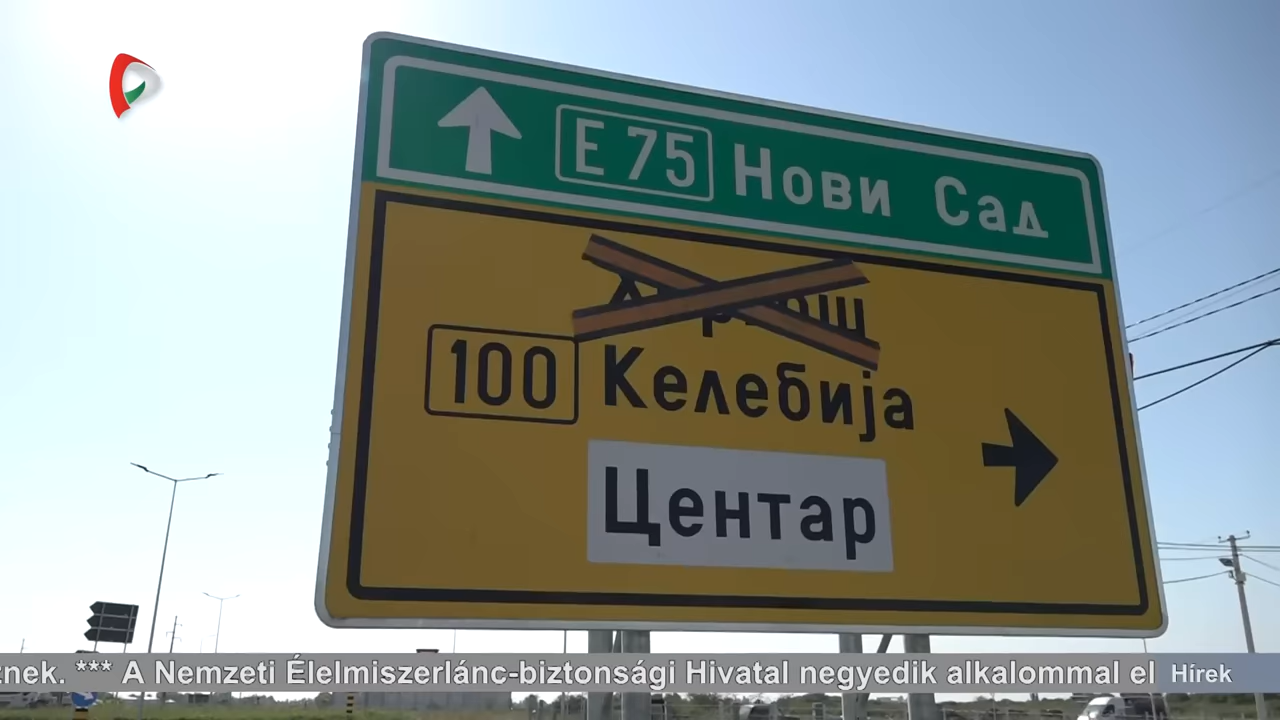 Е 75 Нови Сад
100 Келебија
Центар
znek. *** A Nemzeti Élelmiszerlánc-biztonsági Hivatal negyedik alkalommal el
Hírek